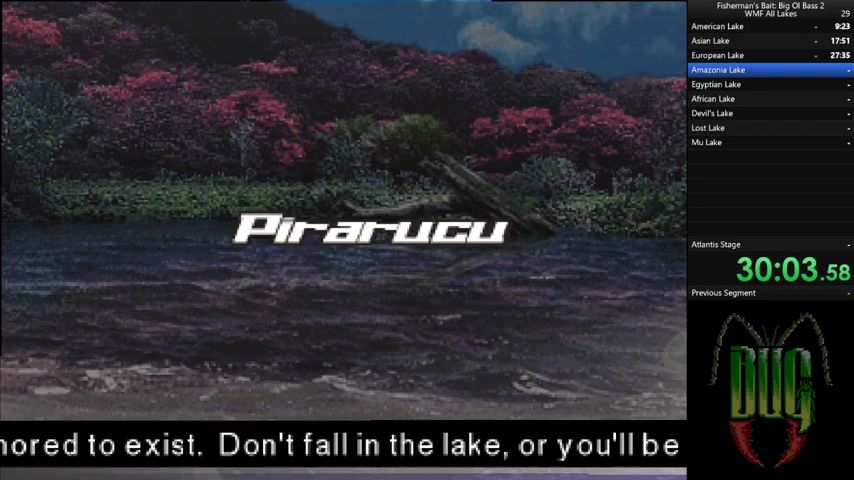 Fisherman's Bait: Big Ol Bass 2
WMF All Lakes 29
American Lake - 9:23
Asian Lake - 17:51
European Lake - 27:35
Amazonia Lake -
Egyptian Lake -
African Lake -
Devil's Lake -
Lost Lake -
Mu Lake -
Pirarucu
Atlantis Stage -
30:03.58
Previous Segment -
BUG
nored to exist. Don't fall in the lake, or you'll be